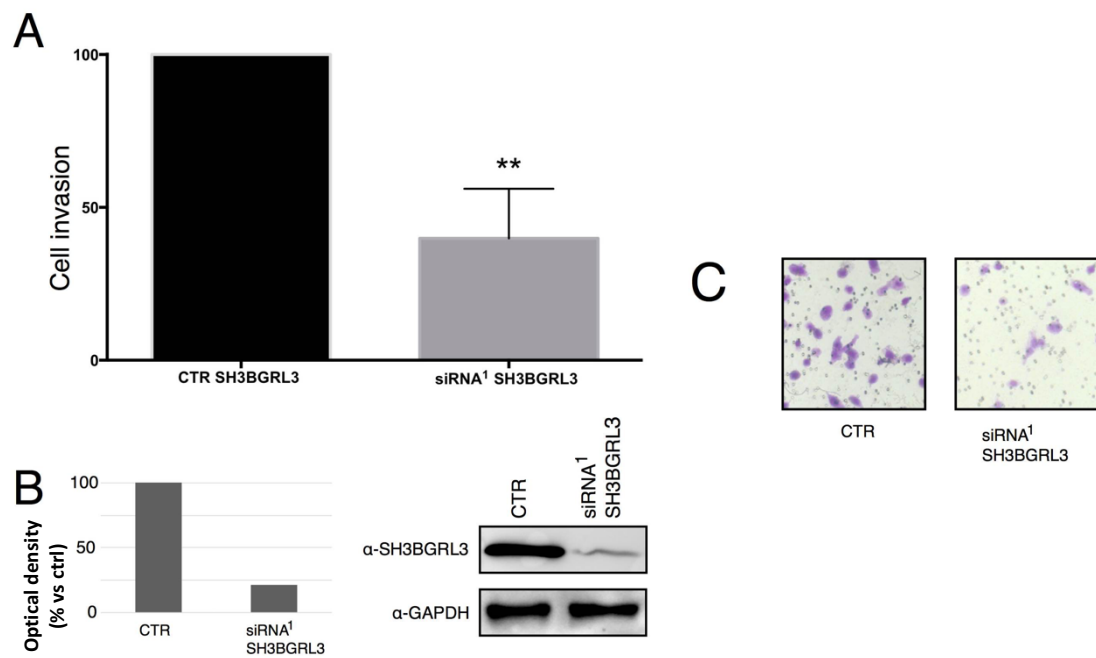 A
100
50
0
Cell invasion
**
CTR SH3BGRL3
siRNA¹ SH3BGRL3
B
100
50
0
Optical density
(% vs ctrl)
CTR
siRNA¹
SH3BGRL3
CTR
siRNA¹
SH3BGRL3
α-SH3BGRL3
α-GAPDH
C
CTR
siRNA¹
SH3BGRL3